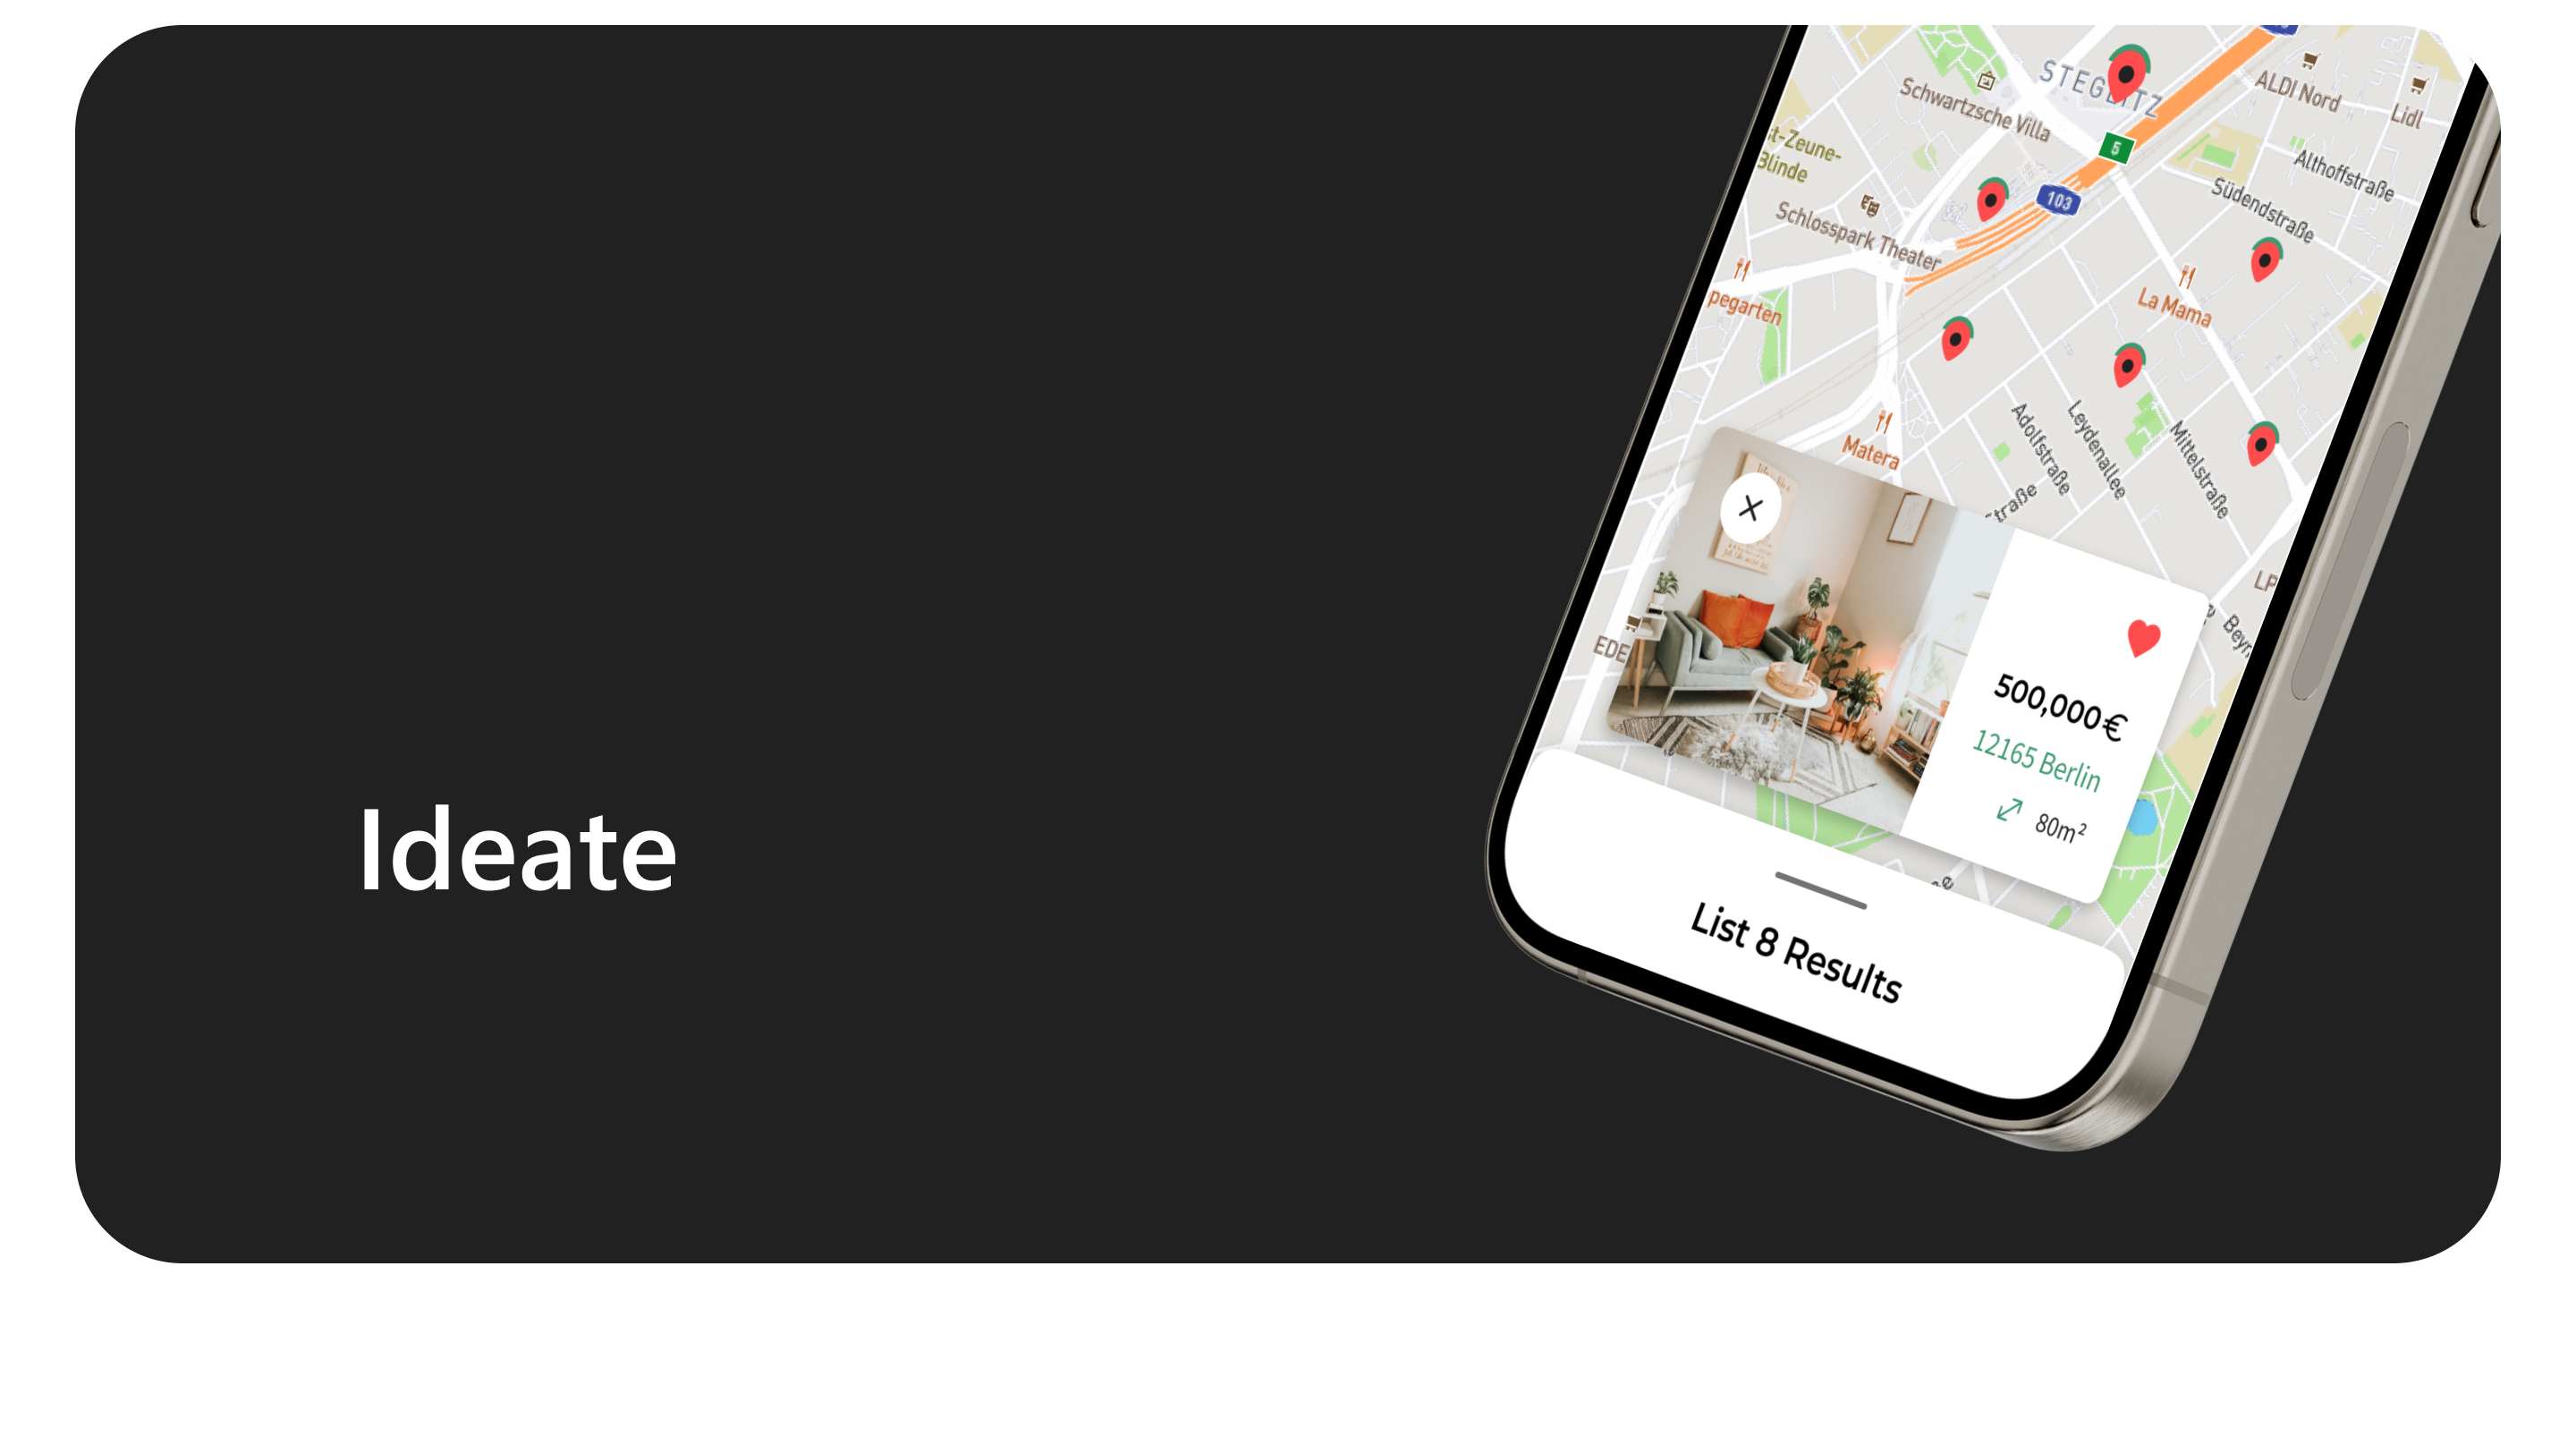 Ideate
STEGLITZ
ALDI Nord
Lidl
Schwartzsche Villa
5
t-Zeune-
Blinde
103
Althoffstraße
Südendstraße
Schlosspark Theater
pegarten
La Mama
Matera
Adolfstraße
Leydenallee
Mittelstraße
Straße
LP
Beyr
EDE
500,000€
12165 Berlin
80m²
List 8 Results